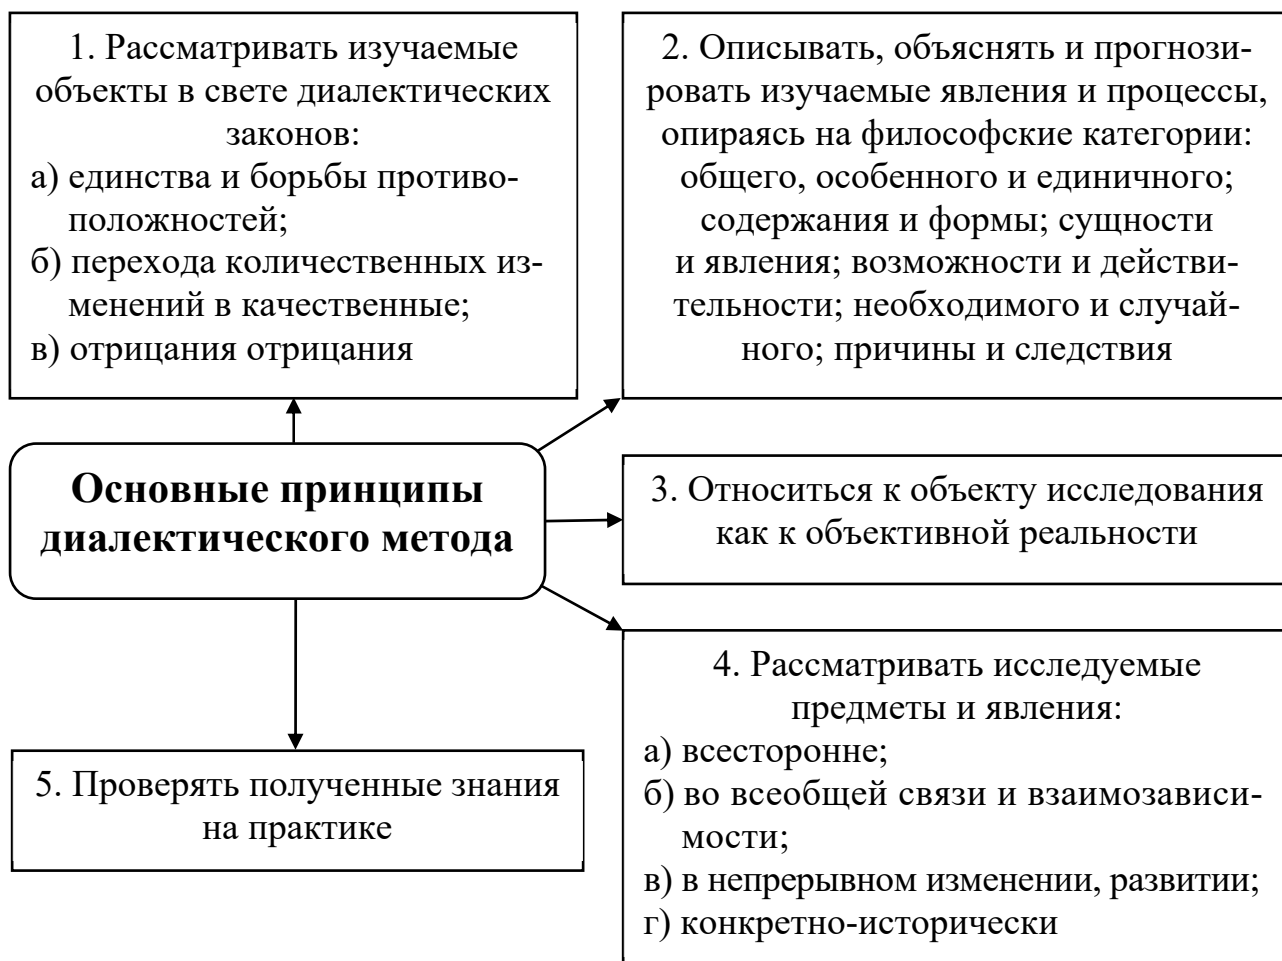 1. Рассматривать изучаемые
объекты в свете диалектических
законов:
а) единства и борьбы противо-
положностей;
б) перехода количественных из-
менений в качественные;
в) отрицания отрицания
2. Описывать, объяснять и прогнози-
ровать изучаемые явления и процессы,
опираясь на философские категории:
общего, особенного и единичного;
содержания и формы; сущности
и явления; возможности и действи-
тельности; необходимого и случай-
ного; причины и следствия
Основные принципы
диалектического метода
3. Относиться к объекту исследования
как к объективной реальности
4. Рассматривать исследуемые
предметы и явления:
а) всесторонне;
б) во всеобщей связи и взаимозависи-
мости;
в) в непрерывном изменении, развитии;
г) конкретно-исторически
5. Проверять полученные знания
на практике